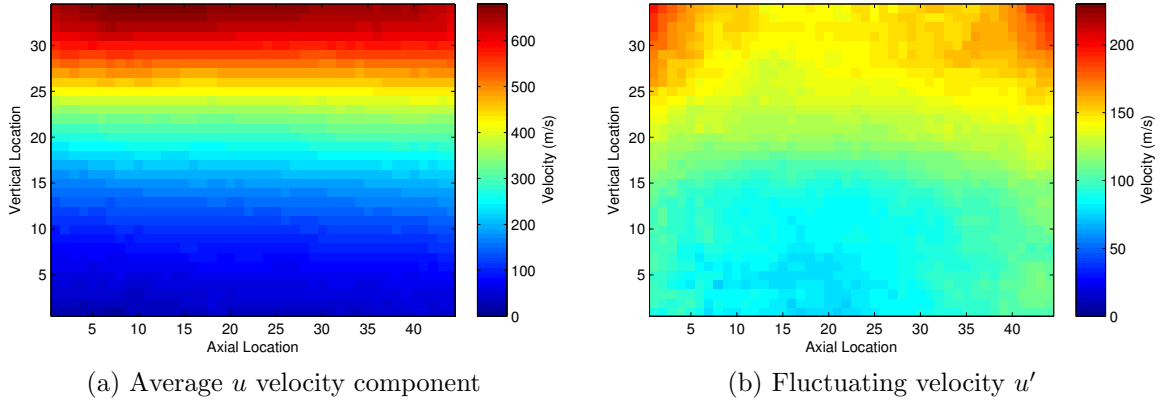 30
25
20
15
10
5
Vertical Location
5 10 15 20 25 30 35 40
Axial Location
600
500
400
300
200
100
0
Velocity (m/s)
(a) Average u velocity component
30
25
20
15
10
5
Vertical Location
5 10 15 20 25 30 35 40
Axial Location
200
150
100
50
0
Velocity (m/s)
(b) Fluctuating velocity u′